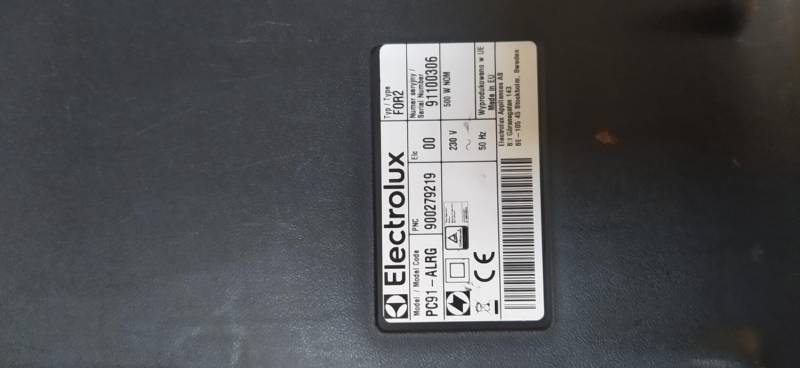 Electrolux
Typ / Type
FOR2
Model / Model Code
PC91-ALRG
PNC
900279219
Elc
00
Numer seryjny /
Serial Number
91100306
230 V
~
50 Hz
500 W NOM
Wyprodukowano w UE
Made in EU
CE
Electrolux Appliances AB
S:t Göransgatan 143
SE-105 45 Stockholm, Sweden